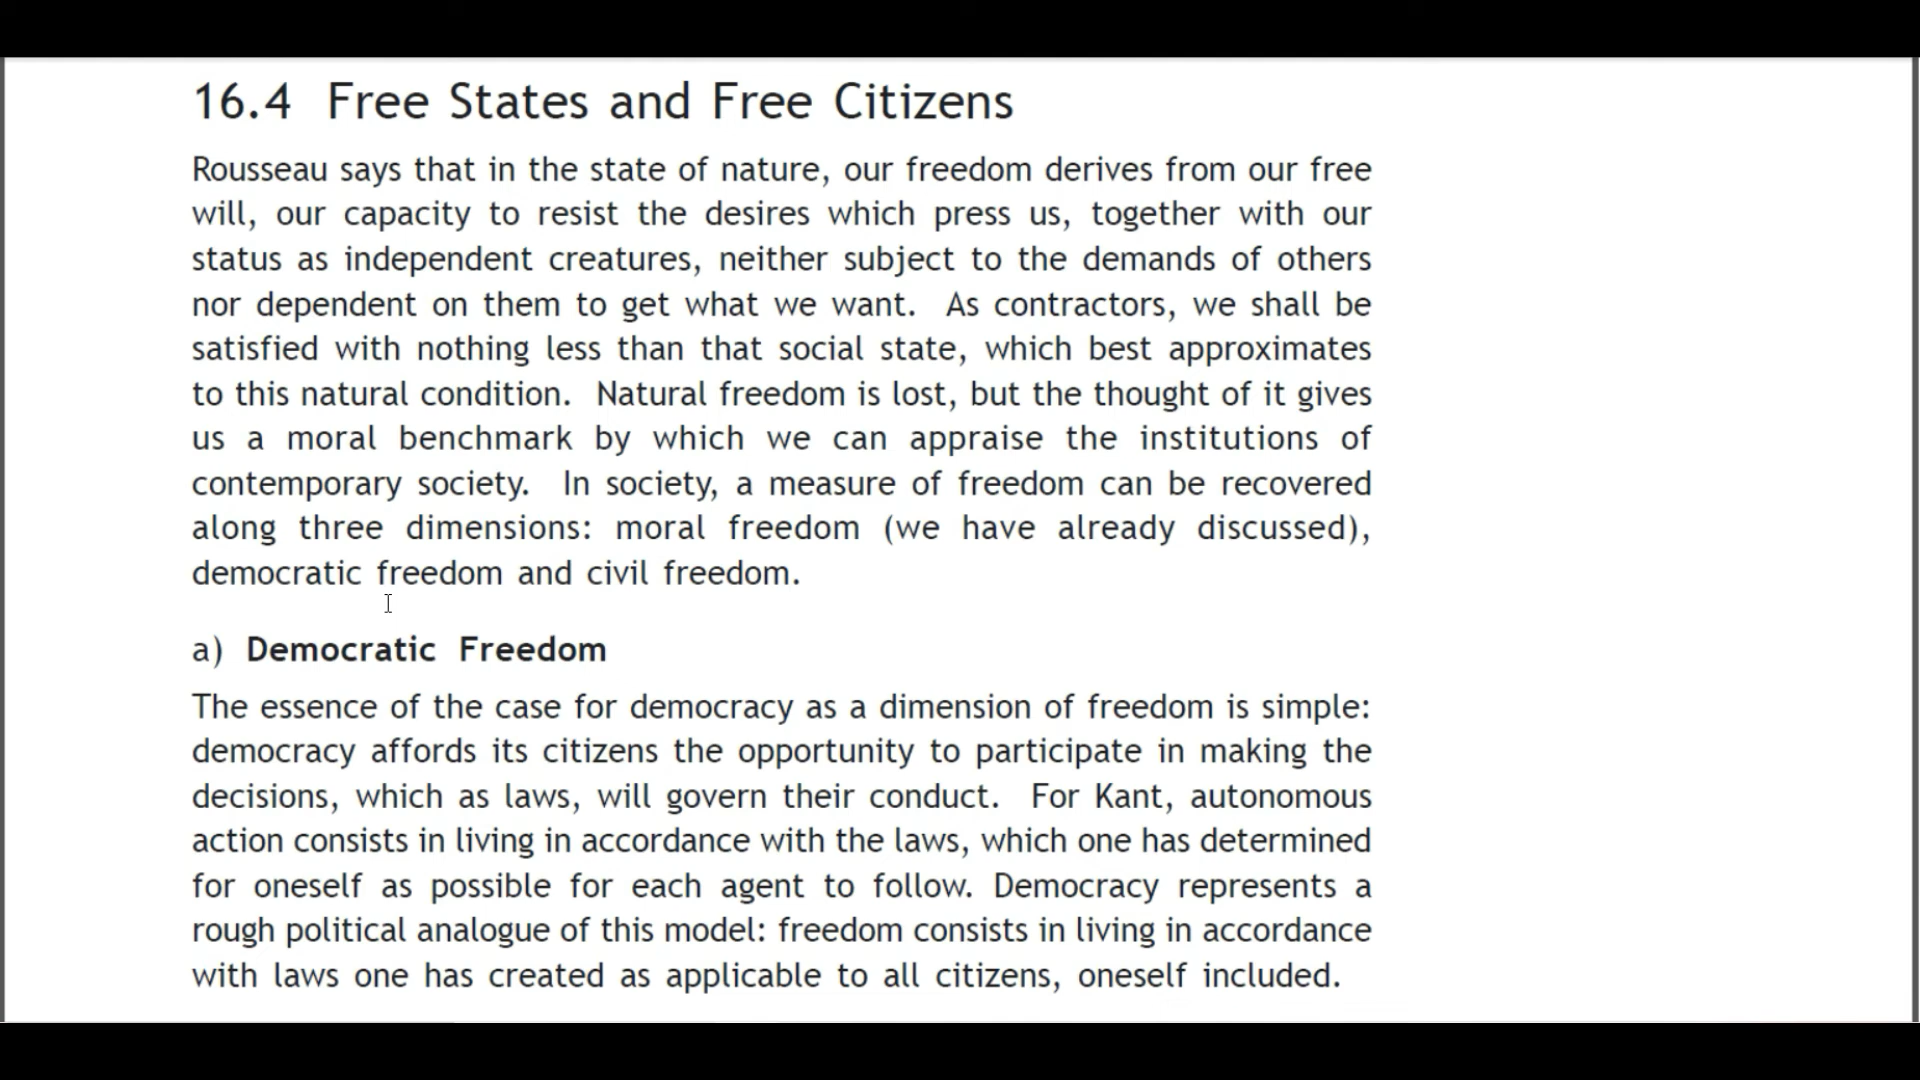 16.4 Free States and Free Citizens
Rousseau says that in the state of nature, our freedom derives from our free
will, our capacity to resist the desires which press us, together with our
status as independent creatures, neither subject to the demands of others
nor dependent on them to get what we want. As contractors, we shall be
satisfied with nothing less than that social state, which best approximates
to this natural condition. Natural freedom is lost, but the thought of it gives
us a moral benchmark by which we can appraise the institutions of
contemporary society. In society, a measure of freedom can be recovered
along three dimensions: moral freedom (we have already discussed),
democratic freedom and civil freedom.
a) Democratic Freedom
The essence of the case for democracy as a dimension of freedom is simple:
democracy affords its citizens the opportunity to participate in making the
decisions, which as laws, will govern their conduct. For Kant, autonomous
action consists in living in accordance with the laws, which one has determined
for oneself as possible for each agent to follow. Democracy represents a
rough political analogue of this model: freedom consists in living in accordance
with laws one has created as applicable to all citizens, oneself included.